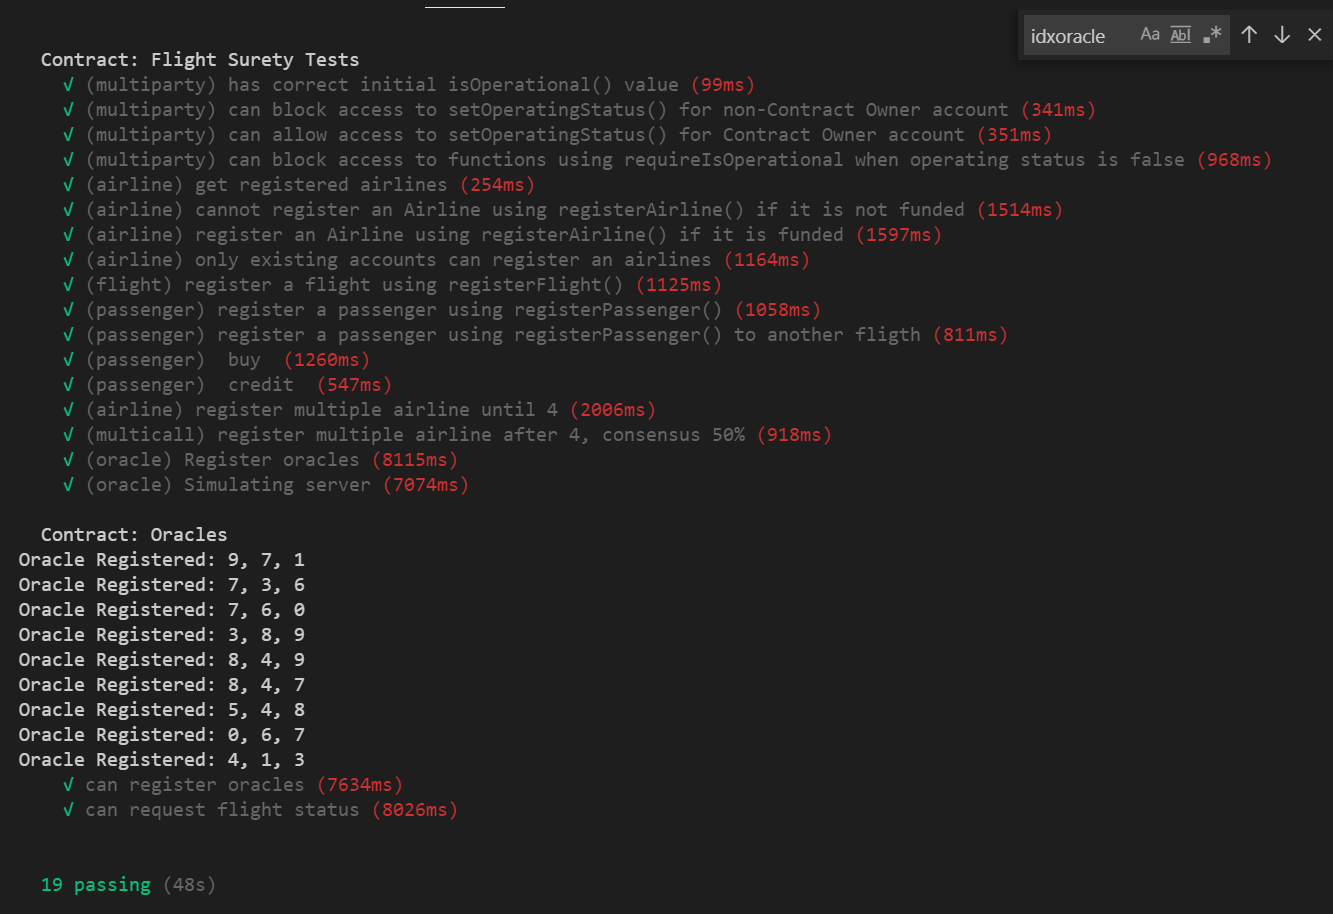 idxoracle Aa Abl .*
Contract: Flight Surety Tests
√ (multiparty) has correct initial isOperational() value (99ms)
√ (multiparty) can block access to setOperatingStatus() for non-Contract Owner account (341ms)
√ (multiparty) can allow access to setOperatingStatus() for Contract Owner account (351ms)
√ (multiparty) can block access to functions using requireIsOperational when operating status is false (968ms)
√ (airline) get registered airlines (254ms)
√ (airline) cannot register an Airline using registerAirline() if it is not funded (1514ms)
√ (airline) register an Airline using registerAirline() if it is funded (1597ms)
√ (airline) only existing accounts can register an airlines (1164ms)
√ (flight) register a flight using registerFlight() (1125ms)
√ (passenger) register a passenger using registerPassenger() (1058ms)
√ (passenger) register a passenger using registerPassenger() to another fligth (811ms)
√ (passenger)  buy  (1260ms)
√ (passenger)  credit  (547ms)
√ (airline) register multiple airline until 4 (2006ms)
√ (multicall) register multiple airline after 4, consensus 50% (918ms)
√ (oracle) Register oracles (8115ms)
√ (oracle) Simulating server (7074ms)
Contract: Oracles
Oracle Registered: 9, 7, 1
Oracle Registered: 7, 3, 6
Oracle Registered: 7, 6, 0
Oracle Registered: 3, 8, 9
Oracle Registered: 8, 4, 9
Oracle Registered: 8, 4, 7
Oracle Registered: 5, 4, 8
Oracle Registered: 0, 6, 7
Oracle Registered: 4, 1, 3
√ can register oracles (7634ms)
√ can request flight status (8026ms)
19 passing (48s)